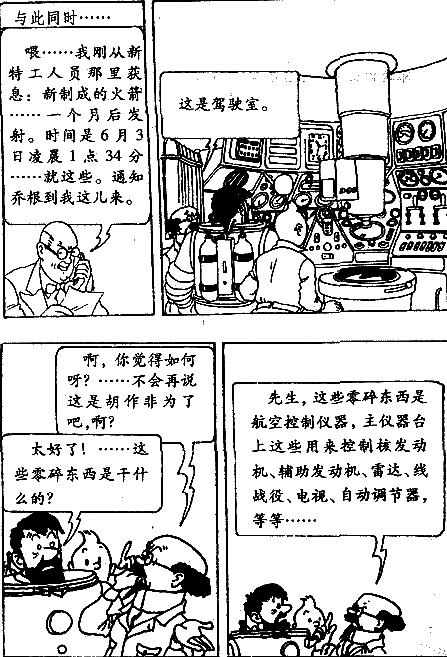 与此同时……
喂……我刚从新
特工人员那里获
息：新制成的火箭
……一个月后发
射。时间是6月3
日凌晨1点34分
……就这些。通知
乔根到我这儿来。
这是驾驶室。
啊，你觉得如何
呀？……不会再说
这是胡作非为了
吧，啊？
太好了！……这
些零碎东西是干什
么的？
先生，这些零碎东西是
航空控制仪器，主仪器台
上这些用来控制核发动
机、辅助发动机、雷达、线
战役、电视、自动调节器，
等等……